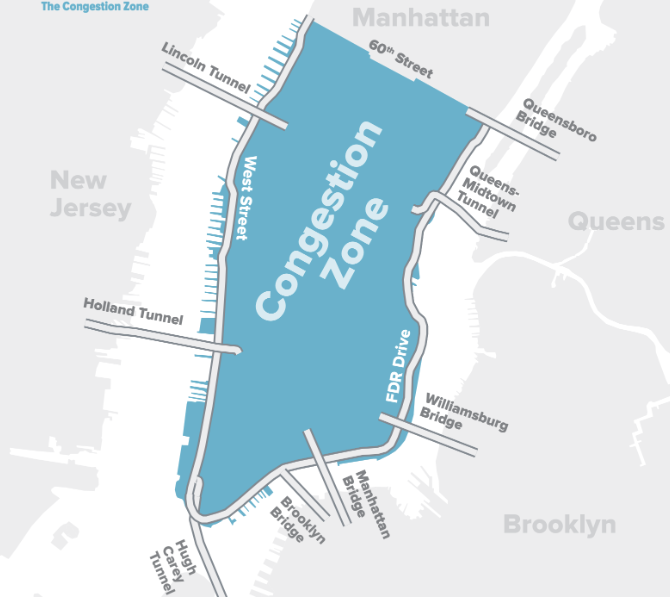 The Congestion Zone
Manhattan
60th Street
Lincoln Tunnel
Queensboro
Bridge
West Street
Congestion
Zone
Queens-
Midtown
Tunnel
New
Jersey
Queens
Holland Tunnel
FDR Drive
Williamsburg
Bridge
Manhattan
Bridge
Brooklyn
Bridge
Brooklyn
Hugh
Carey
Tunnel